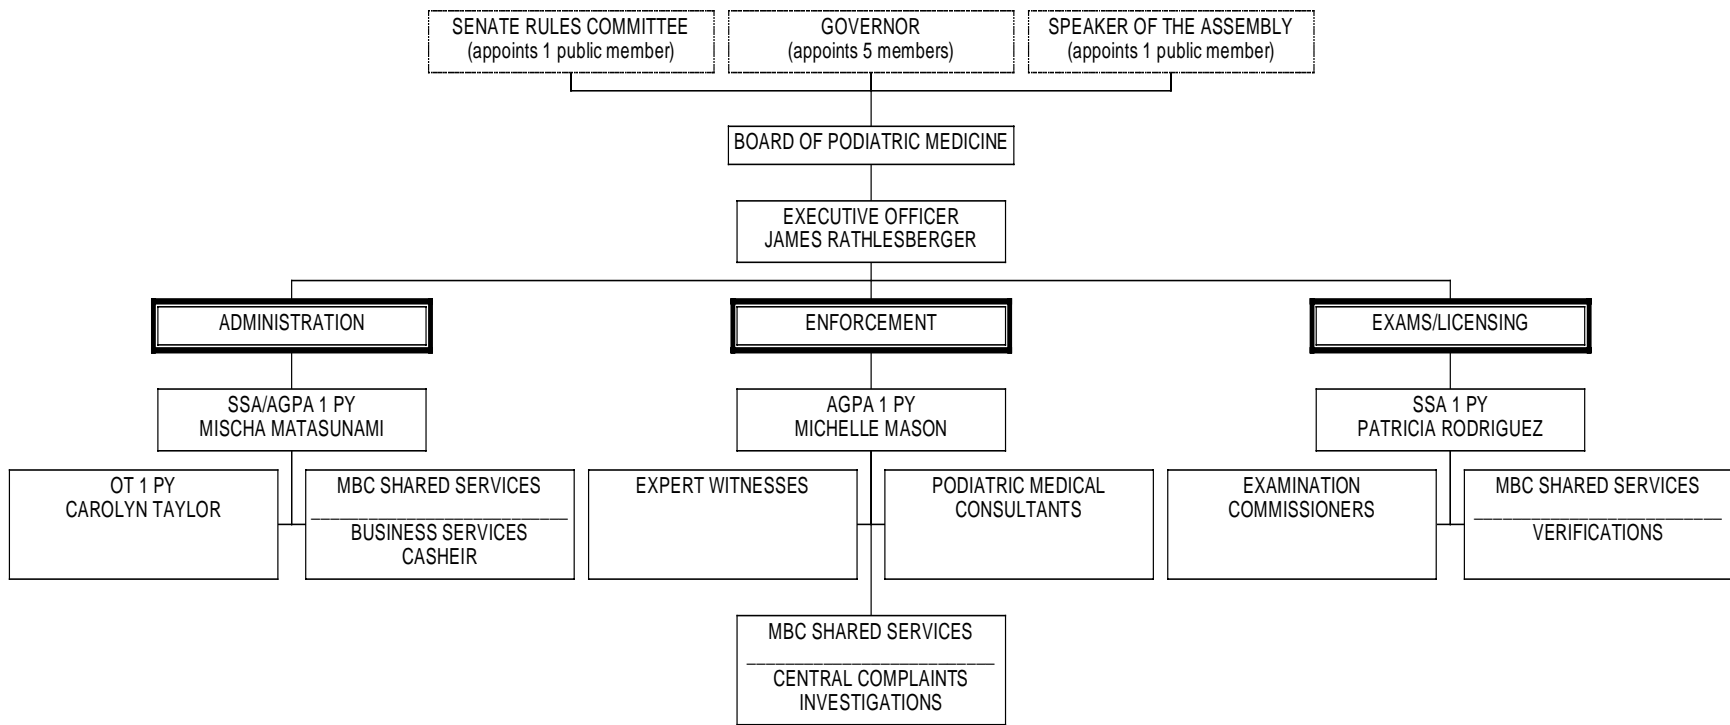 SENATE RULES COMMITTEE
(appoints 1 public member)
GOVERNOR
(appoints 5 members)
SPEAKER OF THE ASSEMBLY
(appoints 1 public member)
BOARD OF PODIATRIC MEDICINE
EXECUTIVE OFFICER
JAMES RATHLESBERGER
ADMINISTRATION
ENFORCEMENT
EXAMS/LICENSING
SSA/AGPA 1 PY
MISCHA MATASUNAMI
AGPA 1 PY
MICHELLE MASON
SSA 1 PY
PATRICIA RODRIGUEZ
OT 1 PY
CAROLYN TAYLOR
MBC SHARED SERVICES
BUSINESS SERVICES
CASHEIR
EXPERT WITNESSES
PODIATRIC MEDICAL
CONSULTANTS
EXAMINATION
COMMISSIONERS
MBC SHARED SERVICES
VERIFICATIONS
MBC SHARED SERVICES
CENTRAL COMPLAINTS
INVESTIGATIONS